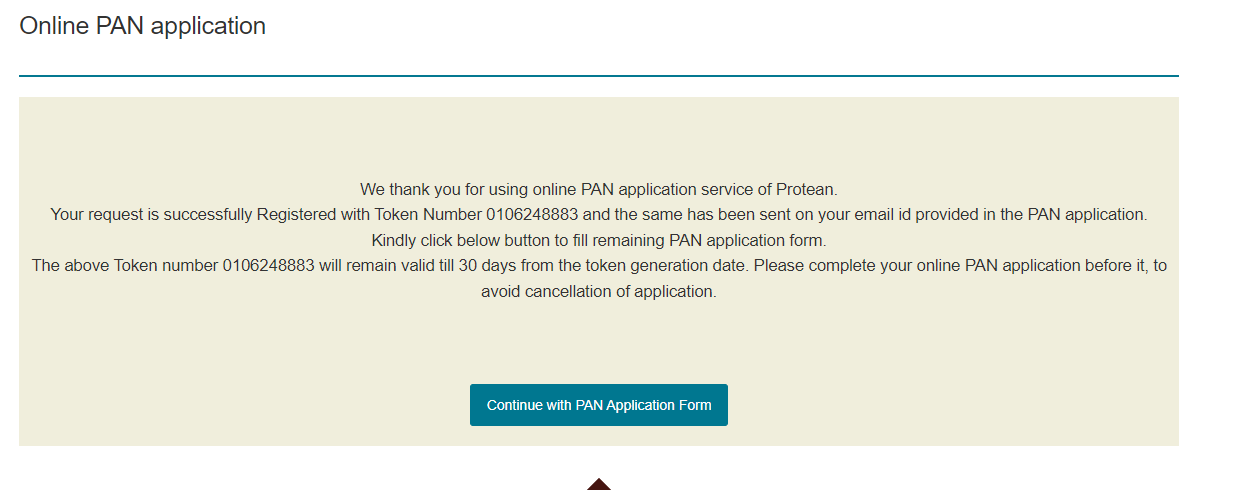 Online PAN application
We thank you for using online PAN application service of Protean.
Your request is successfully Registered with Token Number 0106248883 and the same has been sent on your email id provided in the PAN application.
Kindly click below button to fill remaining PAN application form.
The above Token number 0106248883 will remain valid till 30 days from the token generation date. Please complete your online PAN application before it, to
avoid cancellation of application.
Continue with PAN Application Form